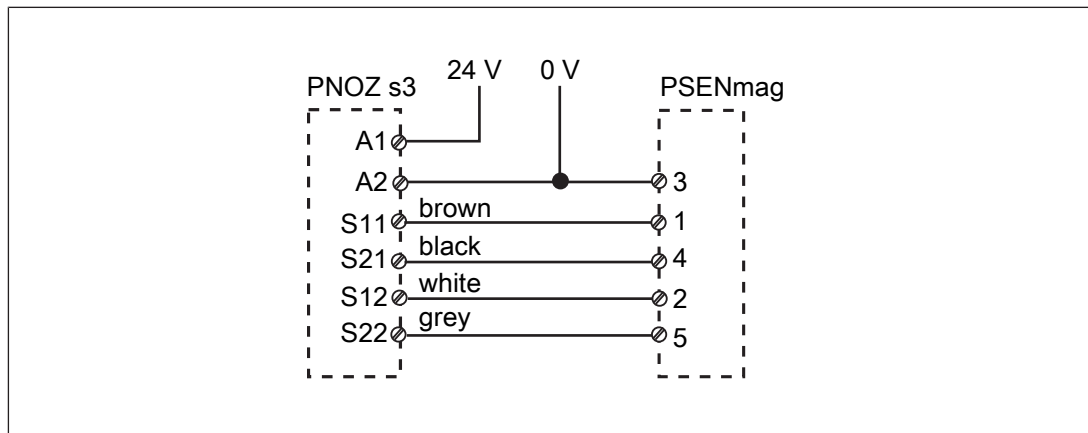 24 V 0 V
PNOZ s3 PSENmag
A1
A2 3
S11 brown 1
S21 black 4
S12 white 2
S22 grey 5